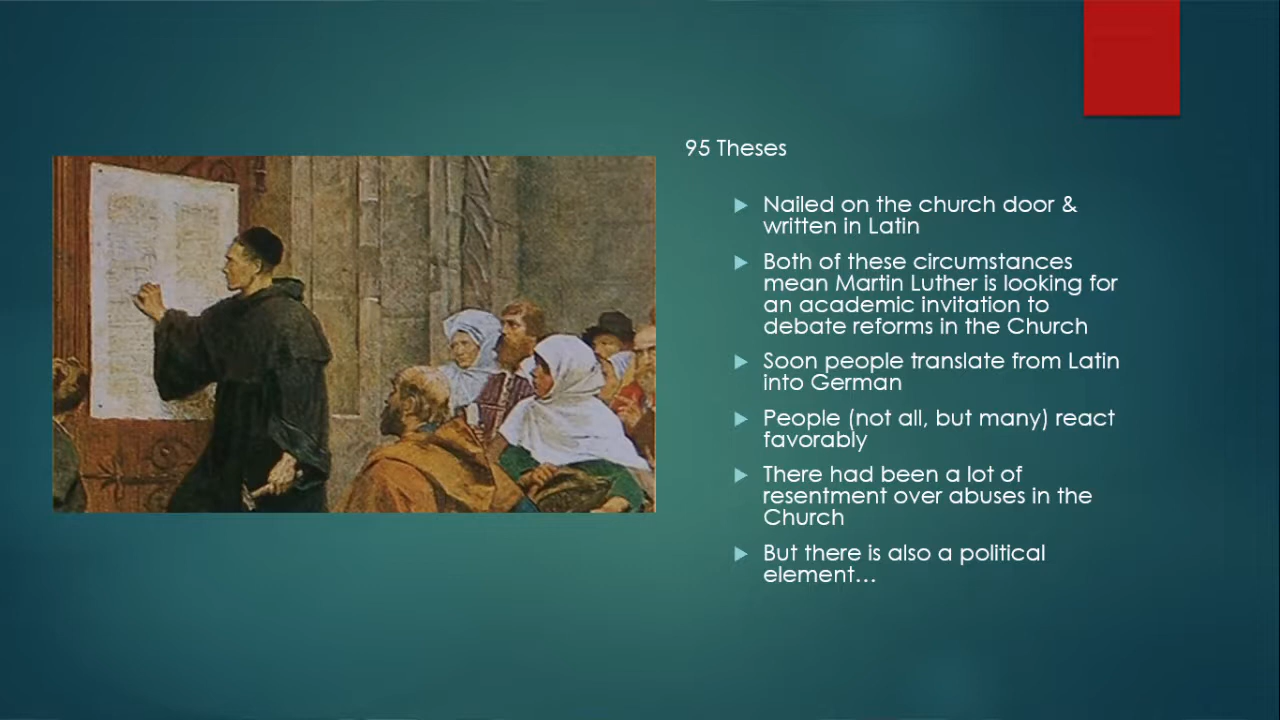 95 Theses
Nailed on the church door &
written in Latin
Both of these circumstances
mean Martin Luther is looking for
an academic invitation to
debate reforms in the Church
Soon people translate from Latin
into German
People (not all, but many) react
favorably
There had been a lot of
resentment over abuses in the
Church
But there is also a political
element…